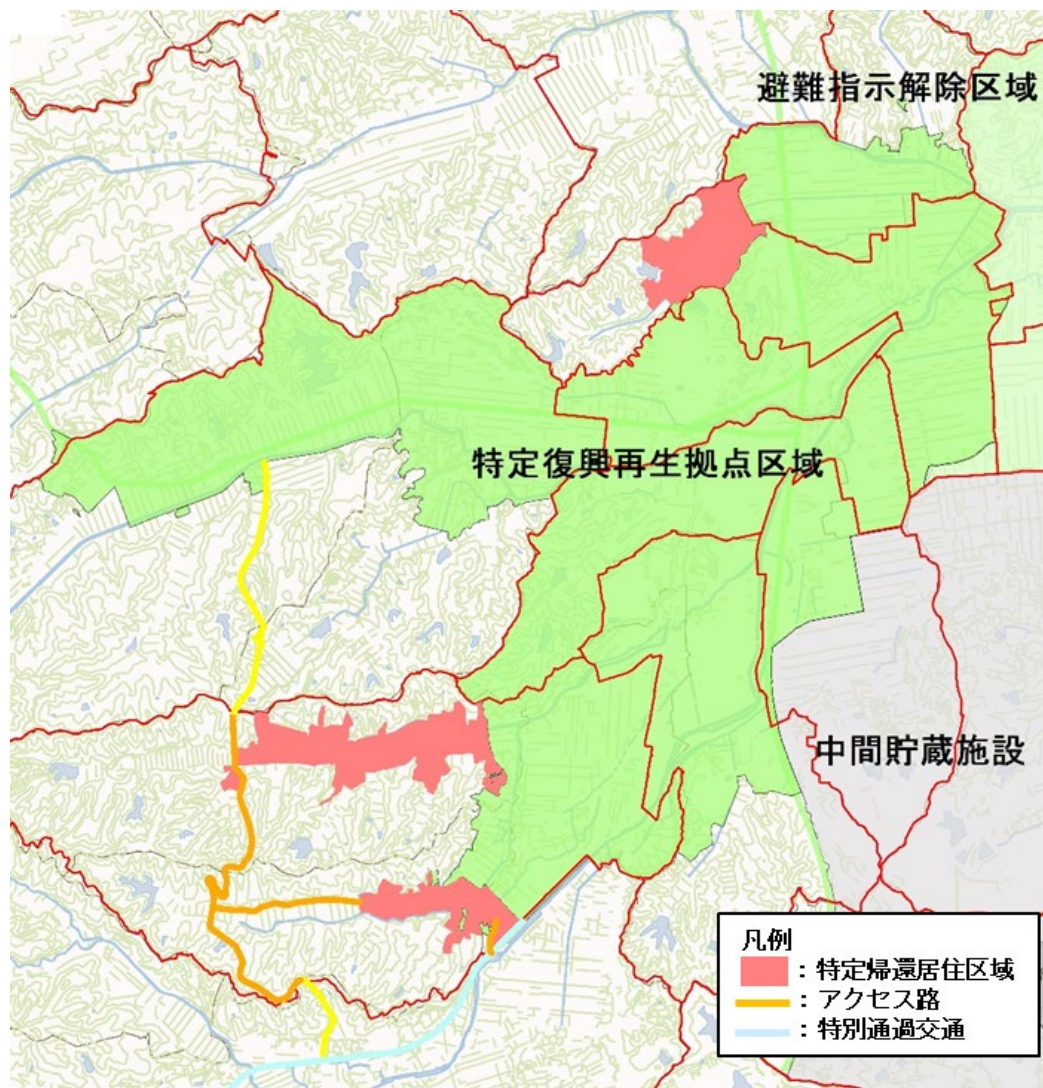 避難指示解除区域
特定復興再生拠点区域
中間貯蔵施設
凡例
：特定帰還居住区域
：アクセス路
：特別通過交通